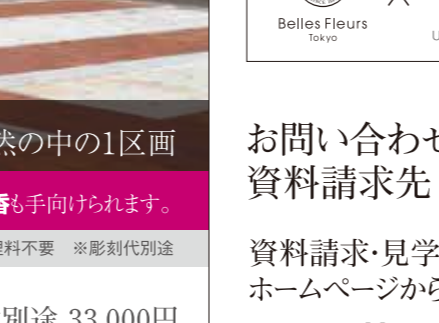 然の中の1区画
香も手向けられます。
理料不要 ※彫刻代別途
別途 33,000円
Belles Fleurs
Tokyo
お問い合わせ
資料請求先
資料請求・見学
ホームページから